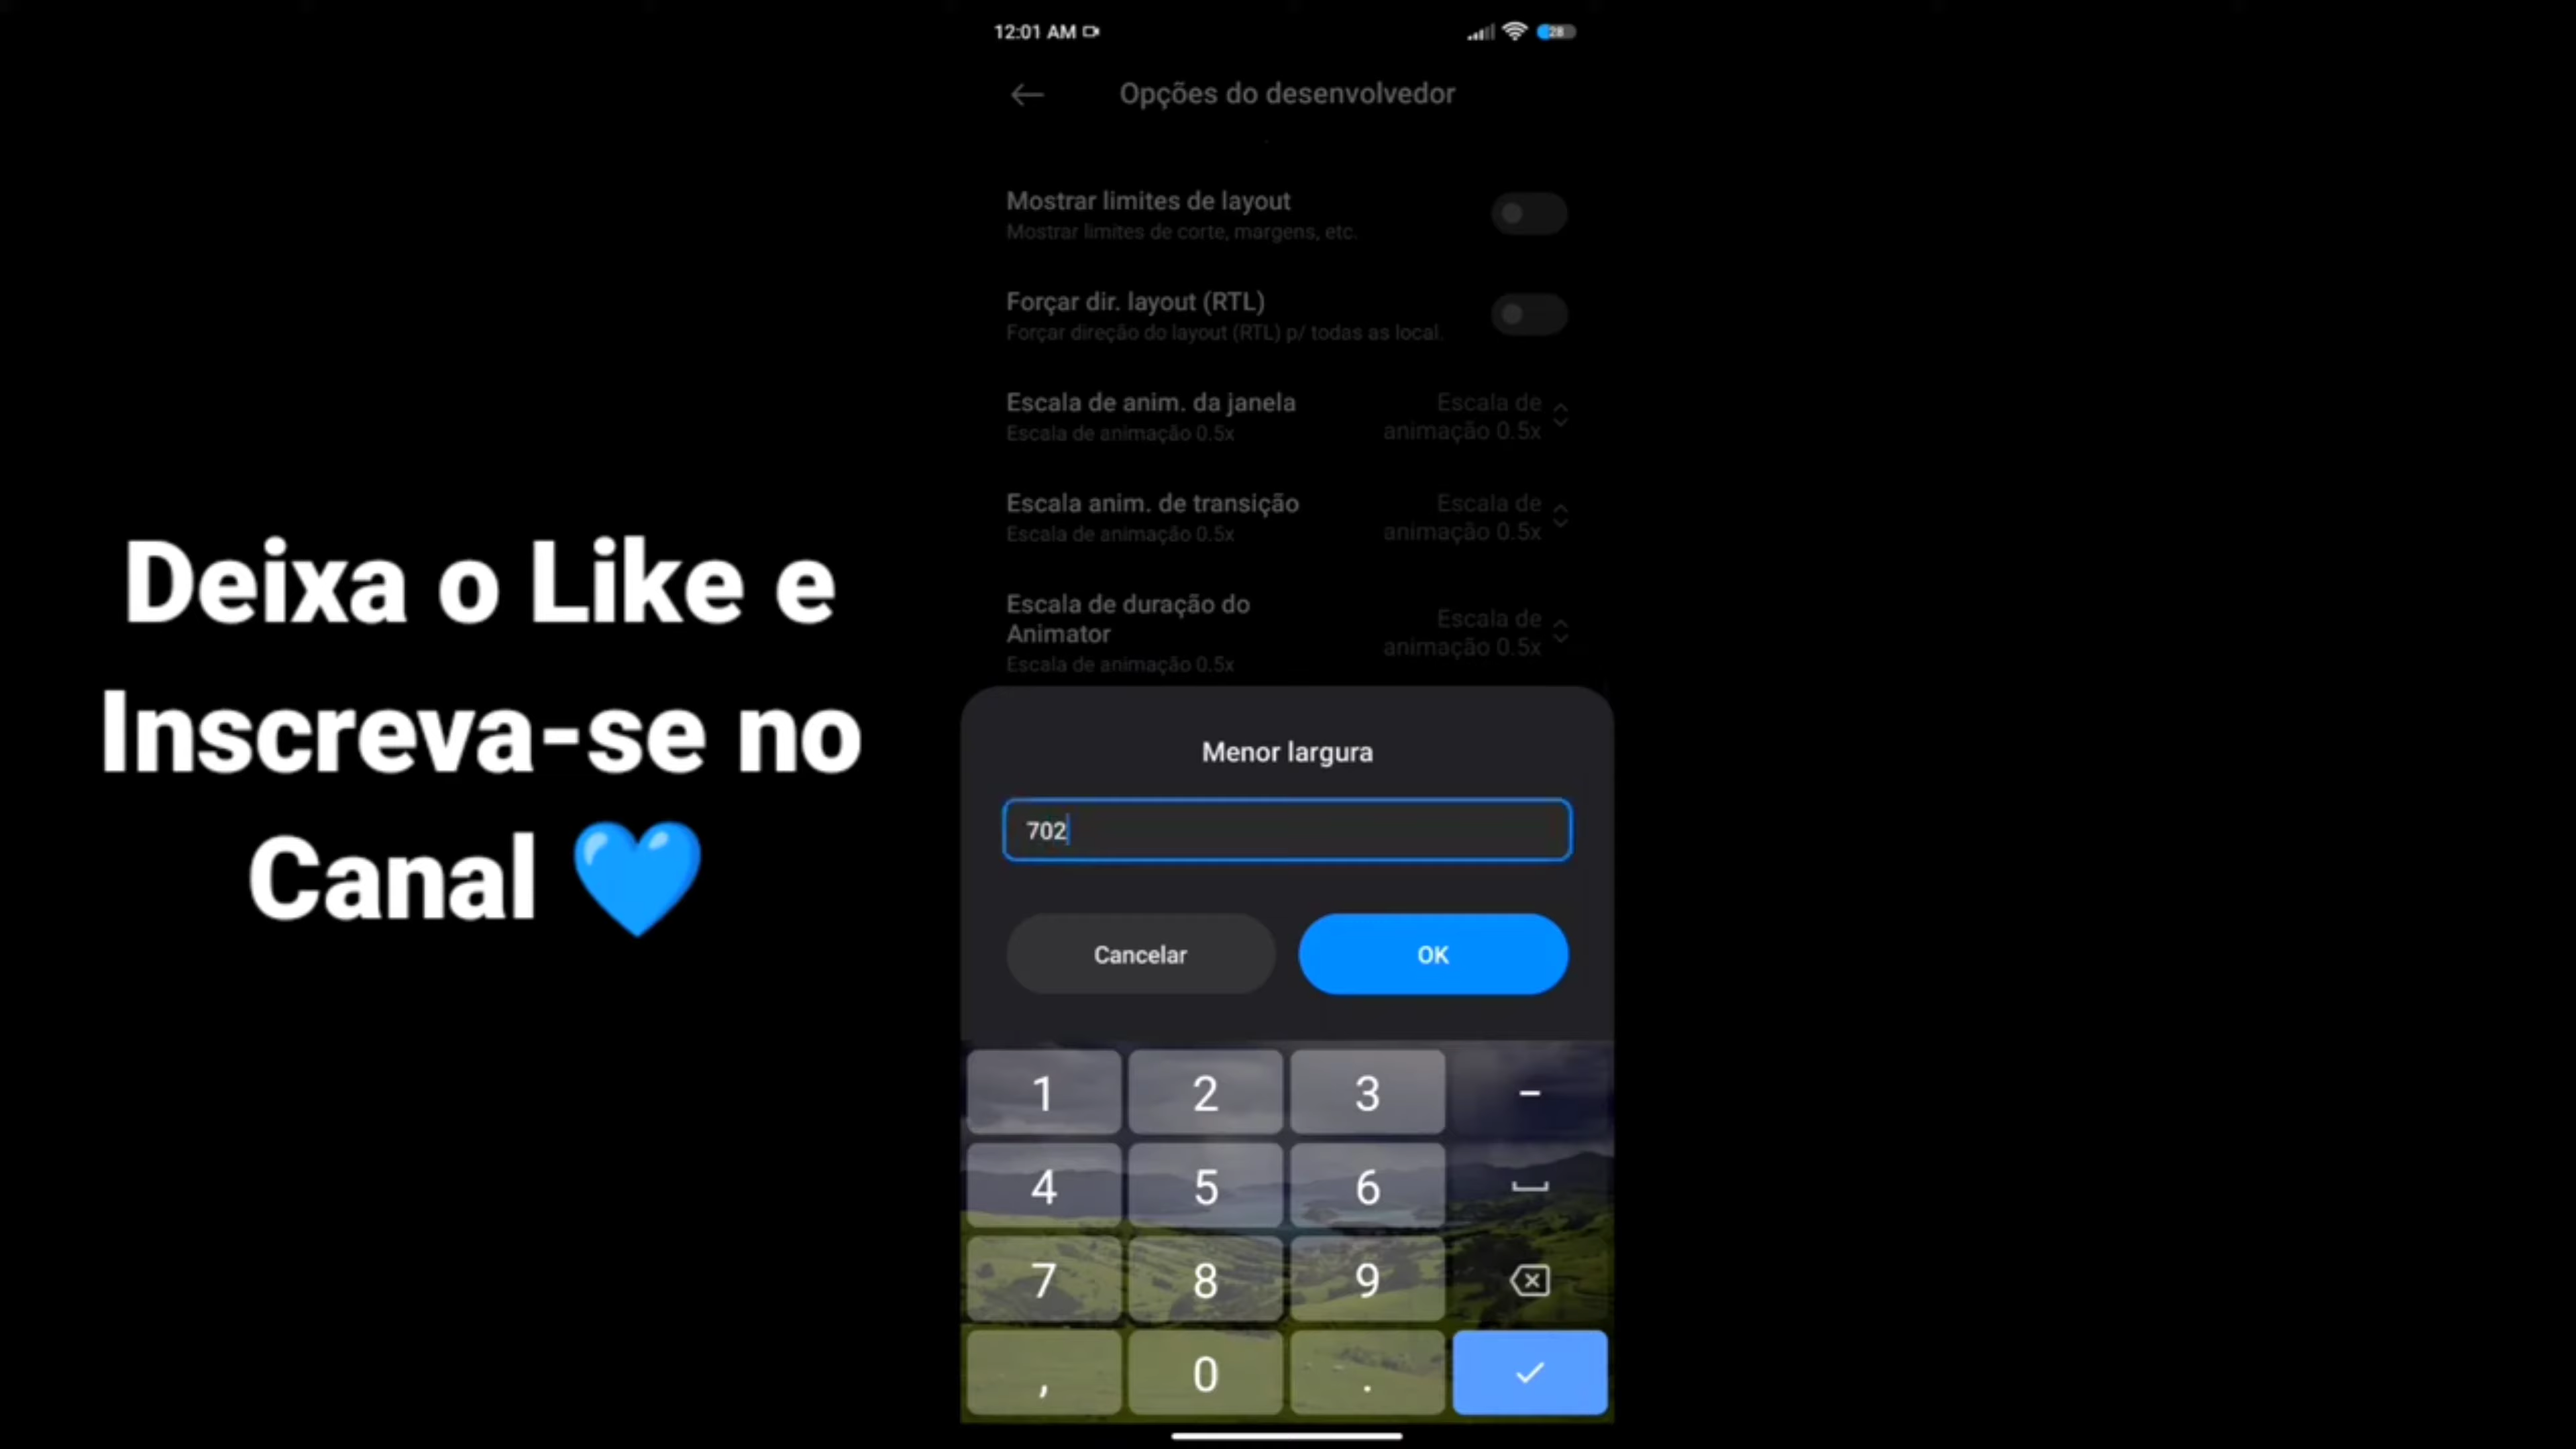 Deixa o Like e
Inscreva-se no
Canal 💙
12:01 AM
28
Opções do desenvolvedor
Mostrar limites de layout
Mostrar limites de corte, margens, etc.
Forçar dir. layout (RTL)
Forçar direção do layout (RTL) p/ todas as local.
Escala de anim. da janela
Escala de animação 0.5x
Escala de
animação 0.5x
Escala anim. de transição
Escala de animação 0.5x
Escala de
animação 0.5x
Escala de duração do
Animator
Escala de animação 0.5x
Escala de
animação 0.5x
Menor largura
702
Cancelar
OK
1 2 3 −
4 5 6
7 8 9
, 0 .